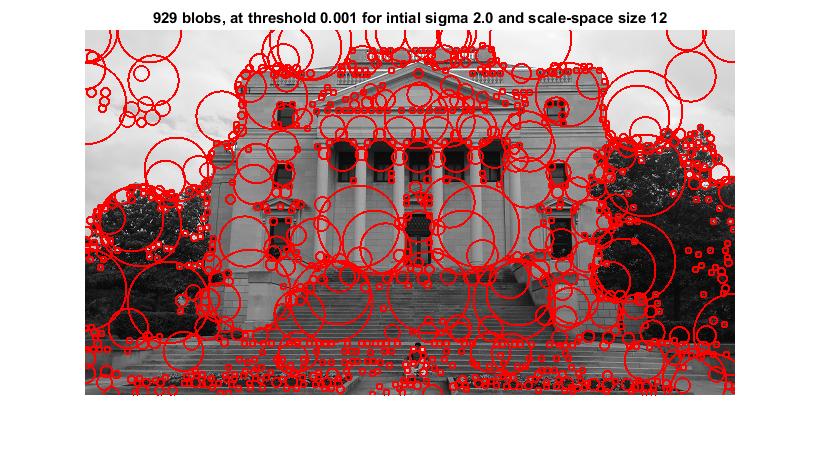 929 blobs, at threshold 0.001 for intial sigma 2.0 and scale-space size 12